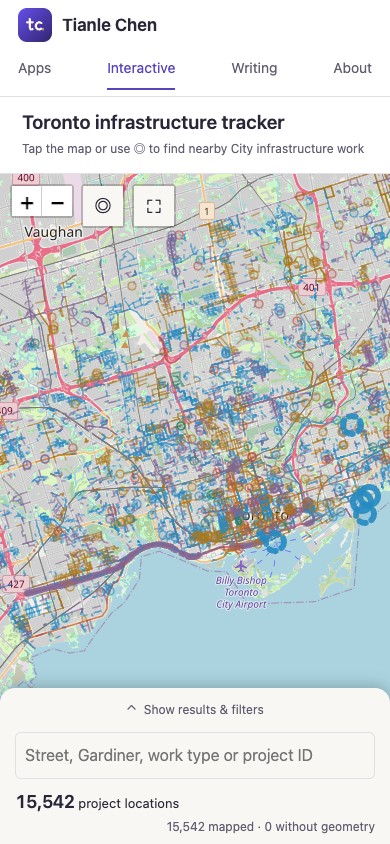 tc
Tianle Chen
Apps
Interactive
Writing
About
Toronto infrastructure tracker
Tap the map or use ◎ to find nearby City infrastructure work
400
+
−
1
Vaughan
401
409
427
Billy Bishop
Toronto
City Airport
Show results & filters
Street, Gardiner, work type or project ID
15,542 project locations
15,542 mapped · 0 without geometry